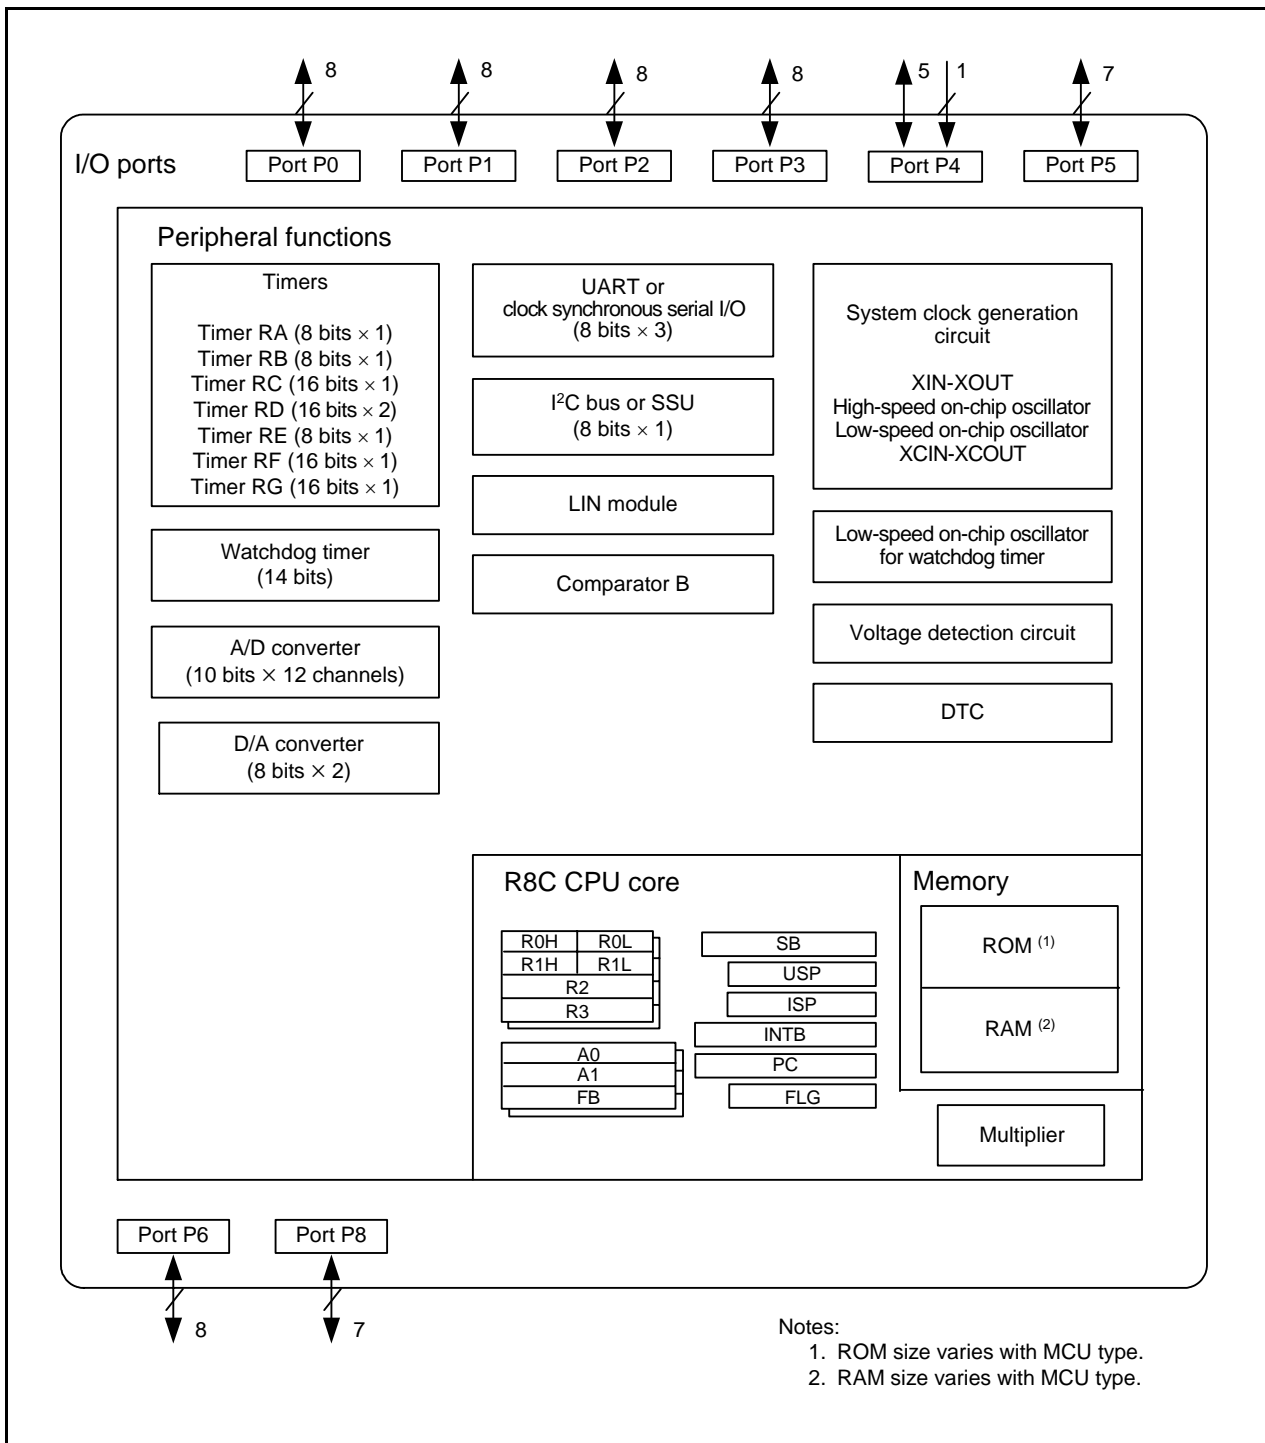 8
8
8
8
5
1
7
I/O ports
Port P0
Port P1
Port P2
Port P3
Port P4
Port P5
Peripheral functions
Timers
Timer RA (8 bits × 1)
Timer RB (8 bits × 1)
Timer RC (16 bits × 1)
Timer RD (16 bits × 2)
Timer RE (8 bits × 1)
Timer RF (16 bits × 1)
Timer RG (16 bits × 1)
Watchdog timer
(14 bits)
A/D converter
(10 bits × 12 channels)
D/A converter
(8 bits × 2)
UART or
clock synchronous serial I/O
(8 bits × 3)
I²C bus or SSU
(8 bits × 1)
LIN module
Comparator B
System clock generation
circuit
XIN-XOUT
High-speed on-chip oscillator
Low-speed on-chip oscillator
XCIN-XCOUT
Low-speed on-chip oscillator
for watchdog timer
Voltage detection circuit
DTC
R8C CPU core
R0H
R0L
R1H
R1L
R2
R3
A0
A1
FB
SB
USP
ISP
INTB
PC
FLG
Memory
ROM (1)
RAM (2)
Multiplier
Port P6
Port P8
8
7
Notes:
1. ROM size varies with MCU type.
2. RAM size varies with MCU type.